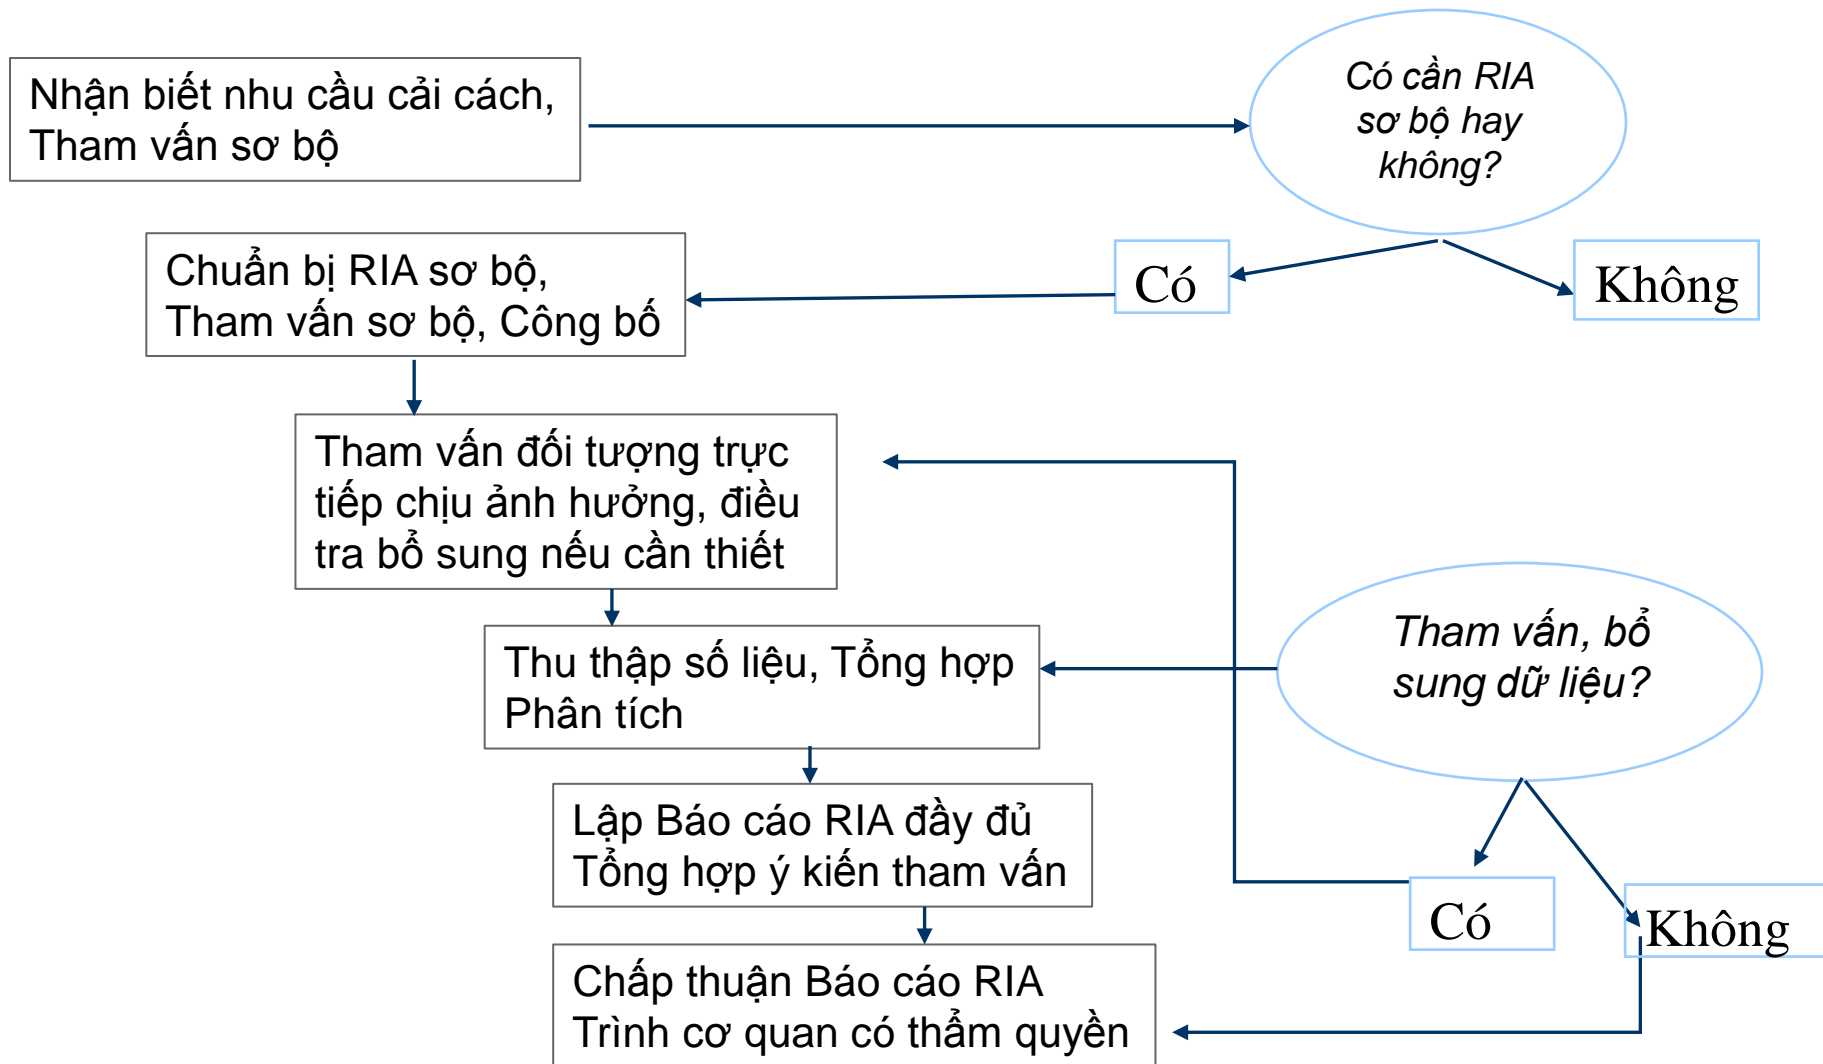 Nhận biết nhu cầu cải cách,
Tham vấn sơ bộ
Có cần RIA
sơ bộ hay
không?
Chuẩn bị RIA sơ bộ,
Tham vấn sơ bộ, Công bố
Có
Không
Tham vấn đối tượng trực
tiếp chịu ảnh hưởng, điều
tra bổ sung nếu cần thiết
Thu thập số liệu, Tổng hợp
Phân tích
Tham vấn, bổ
sung dữ liệu?
Lập Báo cáo RIA đầy đủ
Tổng hợp ý kiến tham vấn
Có
Không
Chấp thuận Báo cáo RIA
Trình cơ quan có thẩm quyền